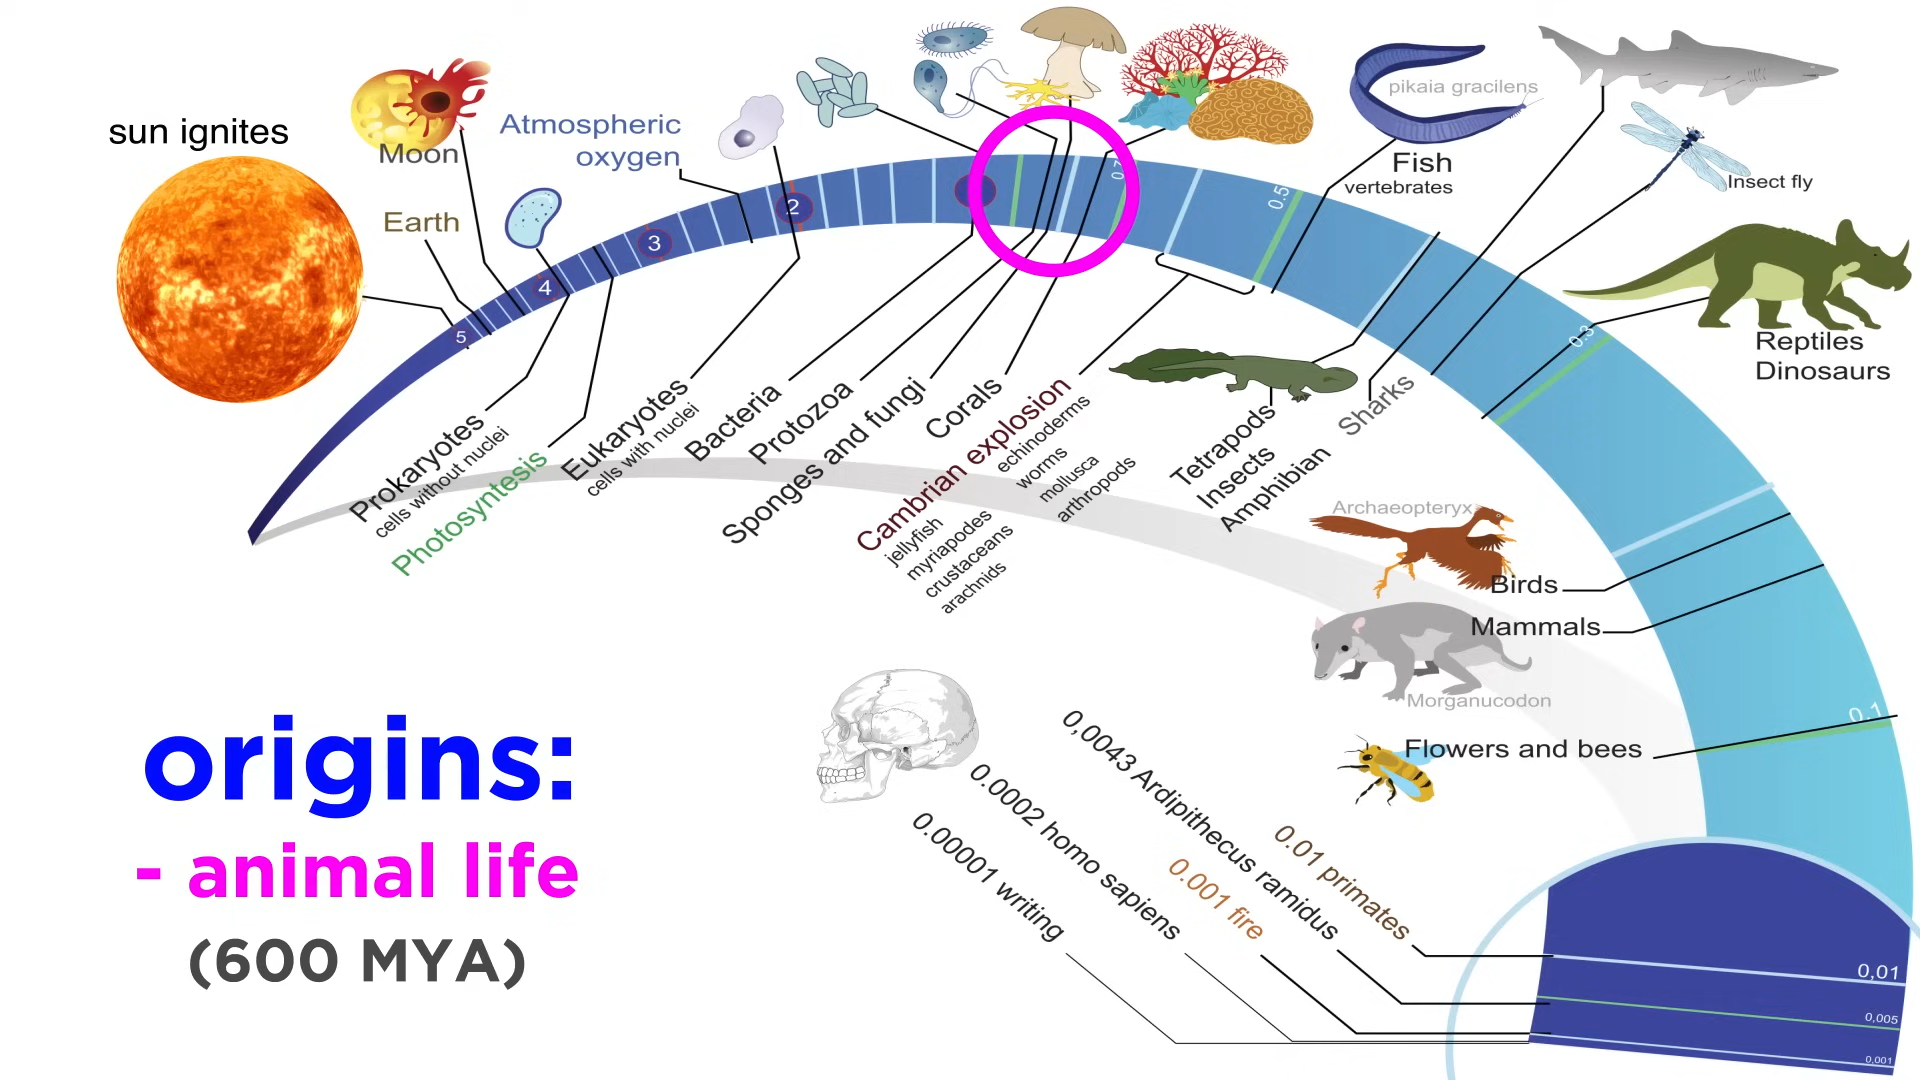 sun ignites
Moon
Atmospheric
oxygen
Earth
pikaia gracilens
Fish
vertebrates
Insect fly
5
4
3
2
0.7
0.5
0.3
0.1
Reptiles
Dinosaurs
Prokaryotes
cells without nuclei
Photosyntesis
Eukaryotes
cells with nuclei
Bacteria
Protozoa
Sponges and fungi
Corals
Cambrian explosion
echinoderms
worms
mollusca
arthropods
jellyfish
myriapodes
crustaceans
arachnids
Tetrapods
Insects
Amphibian
Sharks
Archaeopteryx
Birds
Mammals
Morganucodon
Flowers and bees
origins:
- animal life
(600 MYA)
0,0043 Ardipithecus ramidus
0.01 primates
0.0002 homo sapiens
0.001 fire
0.00001 writing
0,01
0,005
0,001